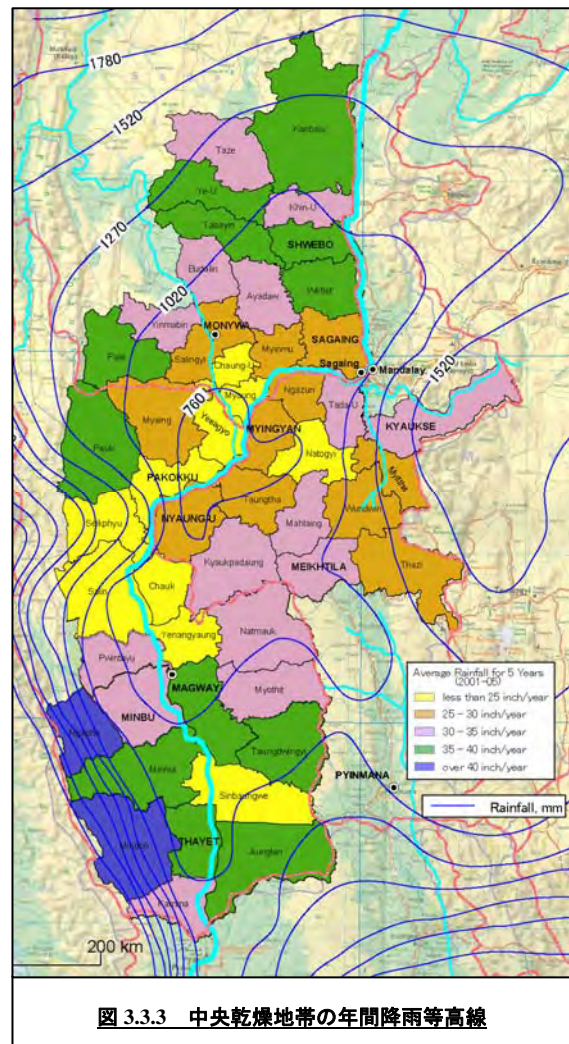 1780
1520
1270
1020
760
1520
Kanbalu
Taze
Ye-U
Khin-U
Tabayin
SHWEBO
Budalin
Ayadaw
Wetlet
Yinmabin
MONYWA
SAGAING
Pale
Salingyi
Chaung-U
Myinmu
Sagaing
Mandalay
Myaung
Ngazun
Tada-U
KYAUKSE
Myaing
Yesagyo
MYINGYAN
Pauk
Natogyi
Myittha
PAKOKKU
Seikphyu
NYAUNGU
Taungtha
Wundwin
Mahlaing
Kyaukpadaung
MEIKHTILA
Thazi
Salin
Chauk
Yenangyaung
Natmauk
Pwintbyu
MAGWAY
Myothit
MINBU
Ngaphe
Taungdwingyi
Minhla
Sinbaungwe
PYINMANA
Mindon
THAYET
Aunglan
Kamma
Average Rainfall for 5 Years
(2001-05)
less than 25 inch/year
25 - 30 inch/year
30 - 35 inch/year
35 - 40 inch/year
over 40 inch/year
Rainfall, mm
200 km
図 3.3.3 中央乾燥地帯の年間降雨等高線